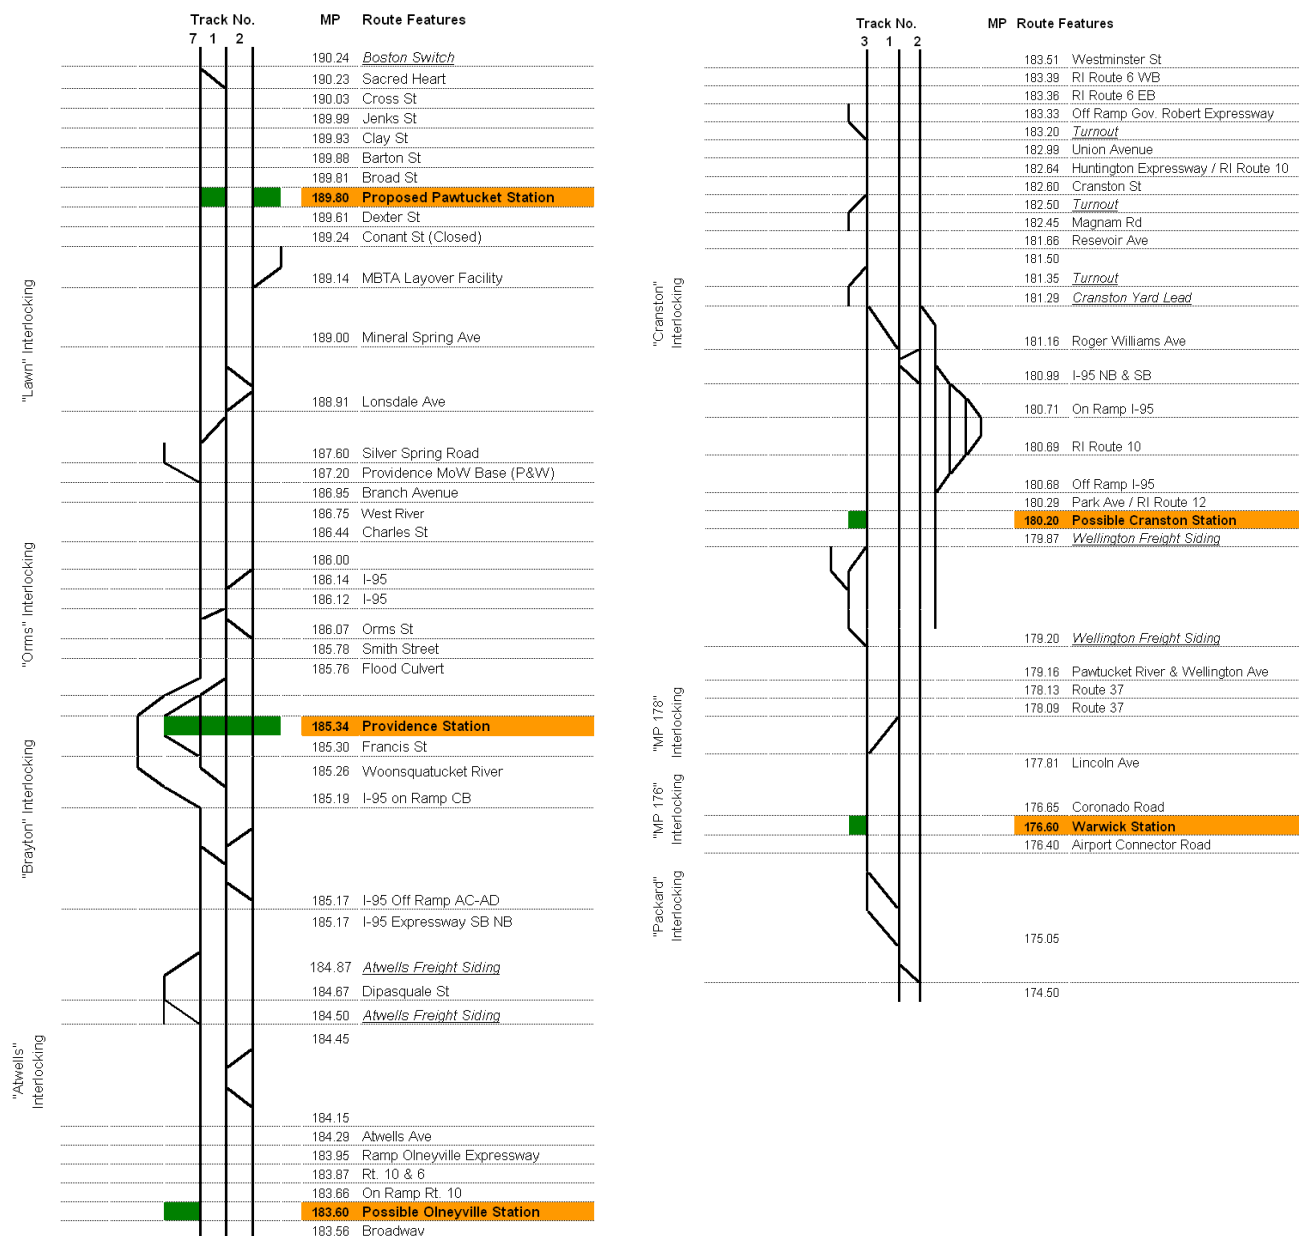 Track No. MP Route Features
7 1 2
190.24 Boston Switch
190.23 Sacred Heart
190.03 Cross St
189.99 Jenks St
189.93 Clay St
189.88 Barton St
189.81 Broad St
189.80 Proposed Pawtucket Station
189.61 Dexter St
189.24 Conant St (Closed)
189.14 MBTA Layover Facility
"Lawn" Interlocking
189.00 Mineral Spring Ave
188.91 Lonsdale Ave
187.60 Silver Spring Road
187.20 Providence MoW Base (P&W)
186.95 Branch Avenue
186.75 West River
186.44 Charles St
186.00
"Orms" Interlocking
186.14 I-95
186.12 I-95
186.07 Orms St
185.78 Smith Street
185.76 Flood Culvert
185.34 Providence Station
185.30 Francis St
185.26 Woonsquatucket River
185.19 I-95 on Ramp CB
"Brayton" Interlocking
185.17 I-95 Off Ramp AC-AD
185.17 I-95 Expressway SB NB
184.87 Atwells Freight Siding
184.67 Dipasquale St
184.50 Atwells Freight Siding
184.45
"Atwells"
Interlocking
184.15
184.29 Atwells Ave
183.95 Ramp Olneyville Expressway
183.87 Rt. 10 & 6
183.66 On Ramp Rt. 10
183.60 Possible Olneyville Station
183.56 Broadway
Track No. MP Route Features
3 1 2
183.51 Westminster St
183.39 RI Route 6 WB
183.36 RI Route 6 EB
183.33 Off Ramp Gov. Robert Expressway
183.20 Turnout
182.99 Union Avenue
182.64 Huntington Expressway / RI Route 10
182.60 Cranston St
182.50 Turnout
182.45 Magnam Rd
181.66 Resevoir Ave
181.50
181.35 Turnout
181.29 Cranston Yard Lead
"Cranston"
Interlocking
181.16 Roger Williams Ave
180.99 I-95 NB & SB
180.71 On Ramp I-95
180.69 RI Route 10
180.68 Off Ramp I-95
180.29 Park Ave / RI Route 12
180.20 Possible Cranston Station
179.87 Wellington Freight Siding
179.20 Wellington Freight Siding
179.16 Pawtucket River & Wellington Ave
178.13 Route 37
178.09 Route 37
"MP 178"
Interlocking
177.81 Lincoln Ave
"MP 176"
Interlocking
176.65 Coronado Road
176.60 Warwick Station
176.40 Airport Connector Road
"Packard"
Interlocking
175.05
174.50